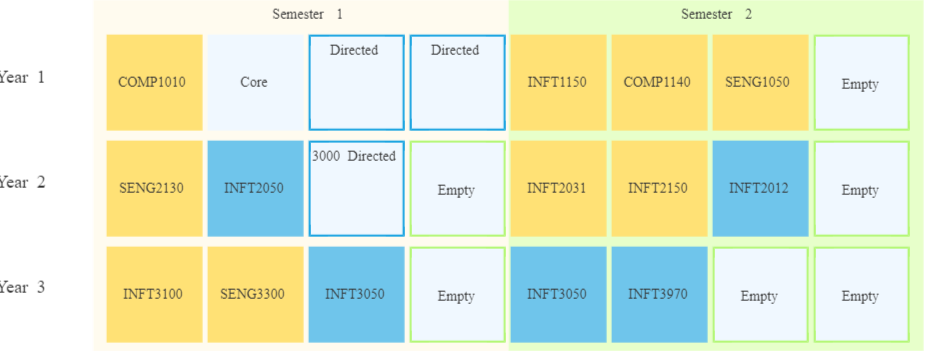 Semester 1 Semester 2
Year 1 COMP1010 Core Directed Directed INFT1150 COMP1140 SENG1050 Empty
Year 2 SENG2130 INFT2050 3000 Directed Empty INFT2031 INFT2150 INFT2012 Empty
Year 3 INFT3100 SENG3300 INFT3050 Empty INFT3050 INFT3970 Empty Empty